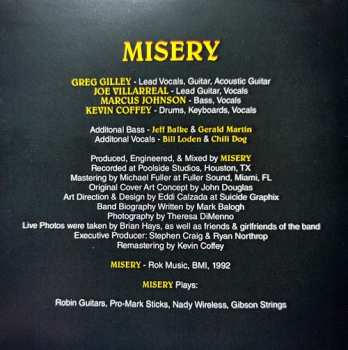 MISERY
GREG GILLEY - Lead Vocals, Guitar, Acoustic Guitar
JOE VILLARREAL - Lead Guitar, Vocals
MARCUS JOHNSON - Bass, Vocals
KEVIN COFFEY - Drums, Keyboards, Vocals
Additonal Bass - Jeff Balke & Gerald Martin
Additonal Vocals - Bill Loden & Chili Dog
Produced, Engineered, & Mixed by MISERY
Recorded at Poolside Studios, Houston, TX
Mastering by Michael Fuller at Fuller Sound, Miami, FL
Original Cover Art Concept by John Douglas
Art Direction & Design by Eddi Calzada at Suicide Graphix
Band Biography Written by Mark Balogh
Photography by Theresa DiMenno
Live Photos were taken by Brian Hays, as well as friends & girlfriends of the band
Executive Producer: Stephen Craig & Ryan Northrop
Remastering by Kevin Coffey
MISERY - Rok Music, BMI, 1992
MISERY Plays:
Robin Guitars, Pro-Mark Sticks, Nady Wireless, Gibson Strings